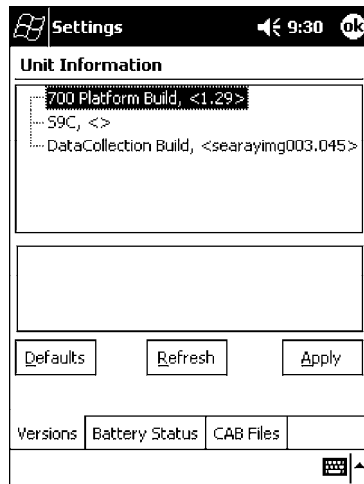 Settings 9:30 ok
Unit Information
700 Platform Build, <1.29>
S9C, <>
DataCollection Build, <searayimg003.045>
Defaults Refresh Apply
Versions Battery Status CAB Files